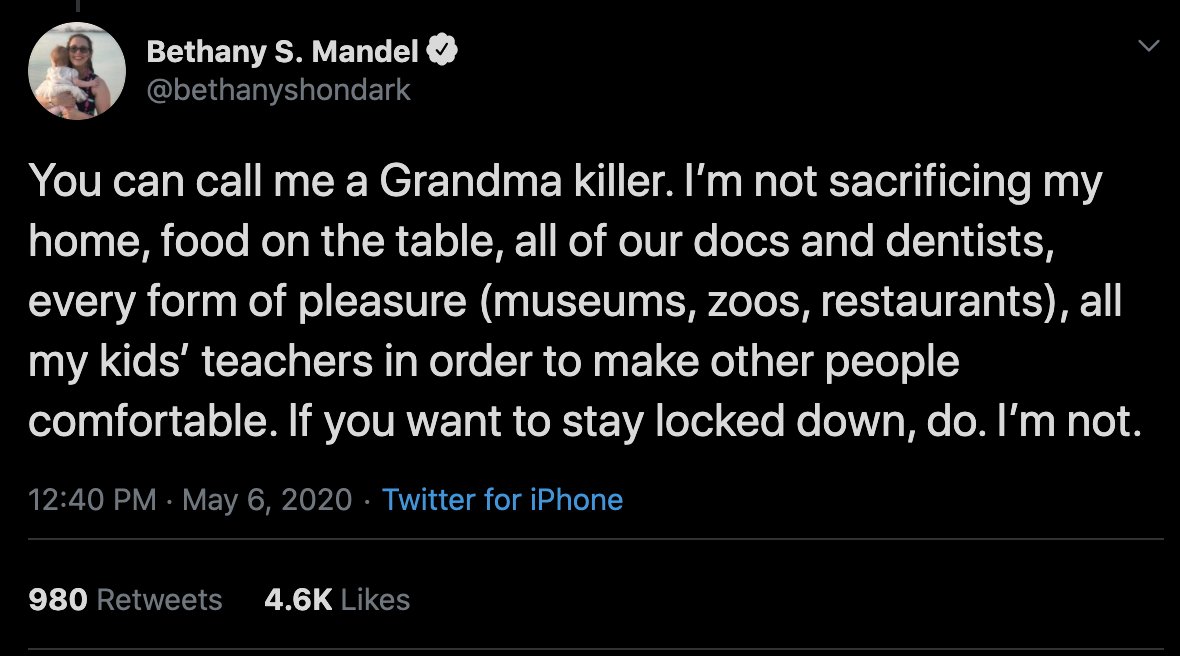 Bethany S. Mandel
@bethanyshondark
You can call me a Grandma killer. I’m not sacrificing my
home, food on the table, all of our docs and dentists,
every form of pleasure (museums, zoos, restaurants), all
my kids’ teachers in order to make other people
comfortable. If you want to stay locked down, do. I’m not.
12:40 PM · May 6, 2020 · Twitter for iPhone
980 Retweets 4.6K Likes